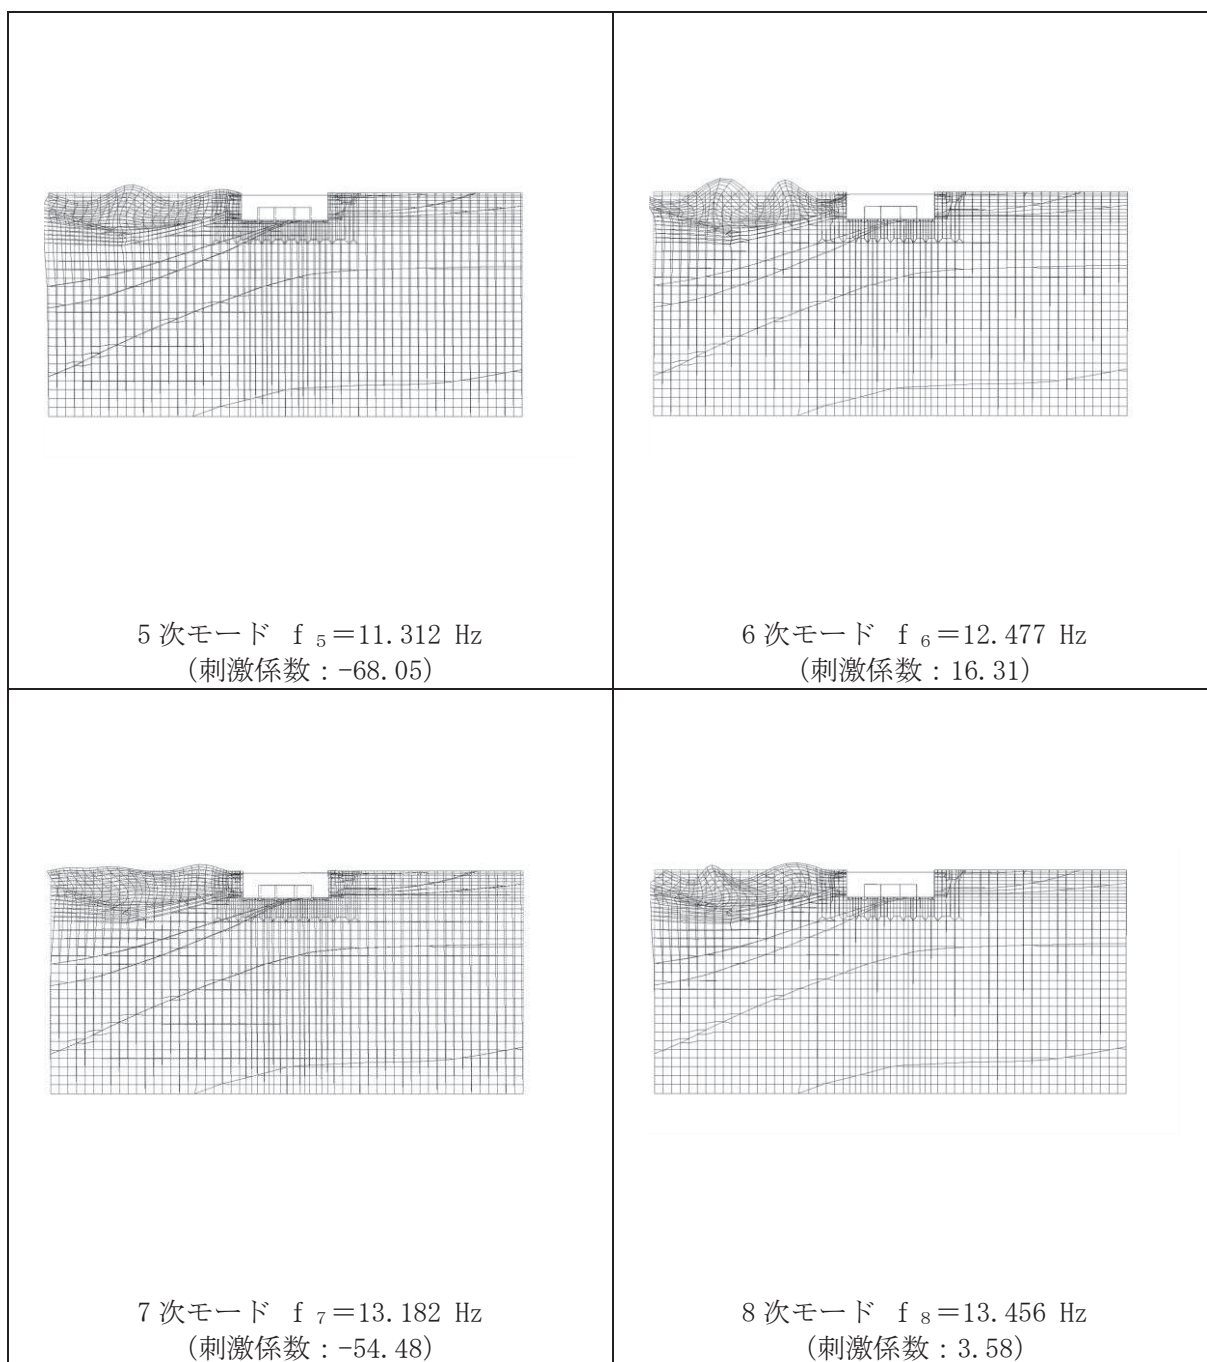 5 次モード f ₅=11.312 Hz
(刺激係数：-68.05)
6 次モード f ₆=12.477 Hz
(刺激係数：16.31)
7 次モード f ₇=13.182 Hz
(刺激係数：-54.48)
8 次モード f ₈=13.456 Hz
(刺激係数：3.58)